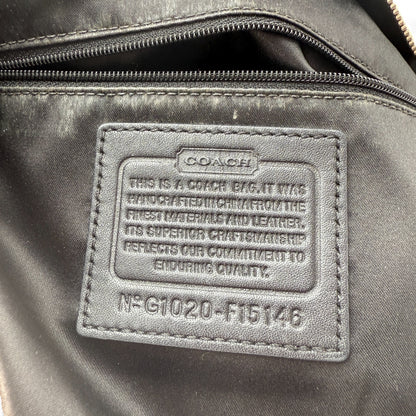 COACH
THIS IS A COACH BAG. IT WAS
HANDCRAFTED IN CHINA FROM THE
FINEST MATERIALS AND LEATHER.
ITS SUPERIOR CRAFTSMANSHIP
REFLECTS OUR COMMITMENT TO
ENDURING QUALITY.
Nº G1020-F15146